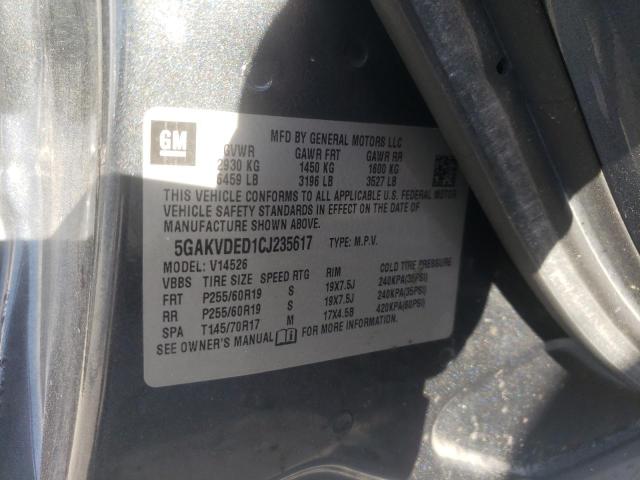 GM
MFD BY GENERAL MOTORS LLC
GVWR GAWR FRT GAWR RR
2930 KG 1450 KG 1600 KG
6459 LB 3196 LB 3527 LB
THIS VEHICLE CONFORMS TO ALL APPLICABLE U.S. FEDERAL MOTOR
VEHICLE SAFETY STANDARDS IN EFFECT ON THE DATE OF
MANUFACTURE SHOWN ABOVE.
5GAKVDED1CJ235617 TYPE: M.P.V.
MODEL: V14526
VBBS TIRE SIZE SPEED RTG RIM COLD TIRE PRESSURE
FRT P255/60R19 S 19X7.5J 240KPA(35PSI)
RR P255/60R19 S 19X7.5J 240KPA(35PSI)
SPA T145/70R17 M 17X4.5B 420KPA(60PSI)
SEE OWNER'S MANUAL FOR MORE INFORMATION.